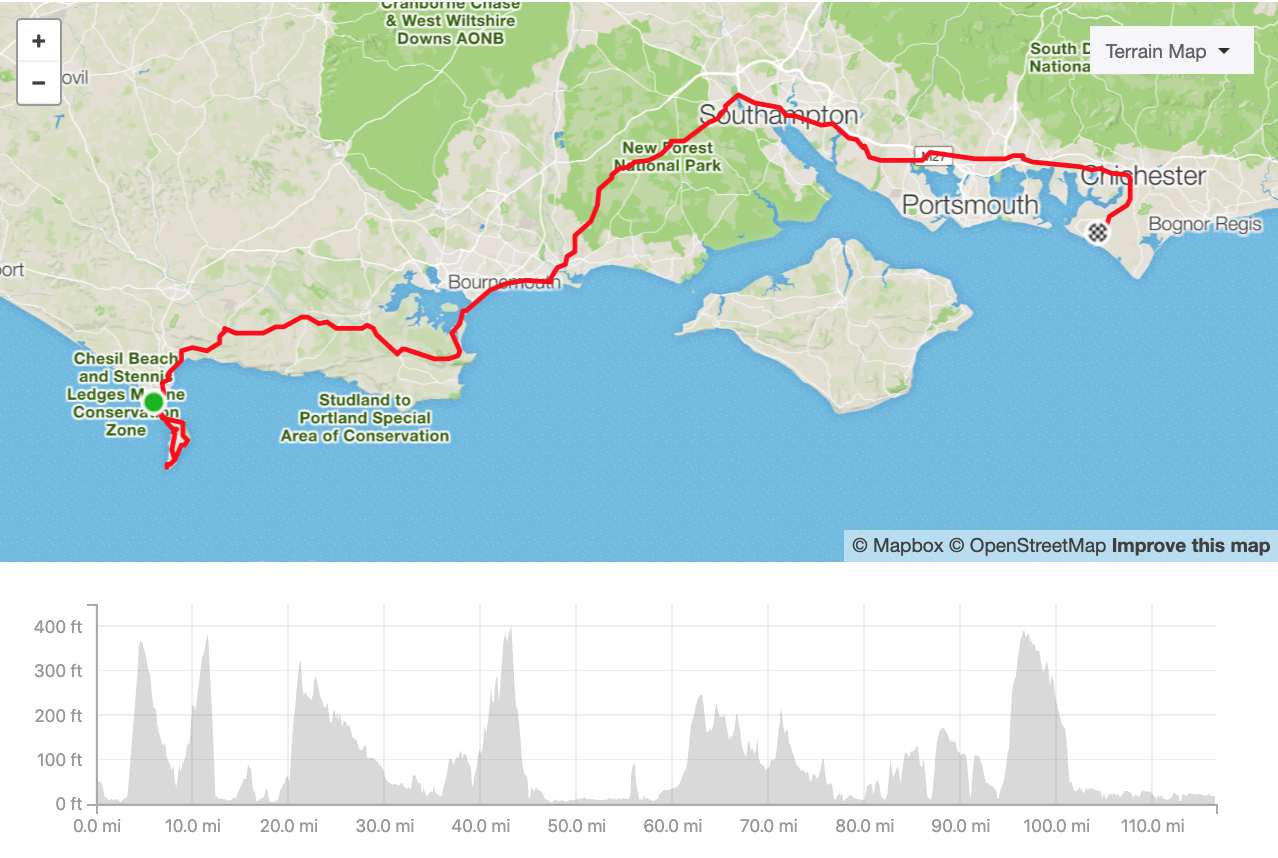 Cranborne Chase
& West Wiltshire
Downs AONB
+
−
ovil
South D
Nationa
Terrain Map
Southampton
New Forest
National Park
M27
Chichester
Portsmouth
Bognor Regis
ort
Bournemouth
Chesil Beach
and Stennis
Ledges Marine
Conservation
Zone
Studland to
Portland Special
Area of Conservation
© Mapbox © OpenStreetMap Improve this map
400 ft
300 ft
200 ft
100 ft
0 ft
0.0 mi 10.0 mi 20.0 mi 30.0 mi 40.0 mi 50.0 mi 60.0 mi 70.0 mi 80.0 mi 90.0 mi 100.0 mi 110.0 mi